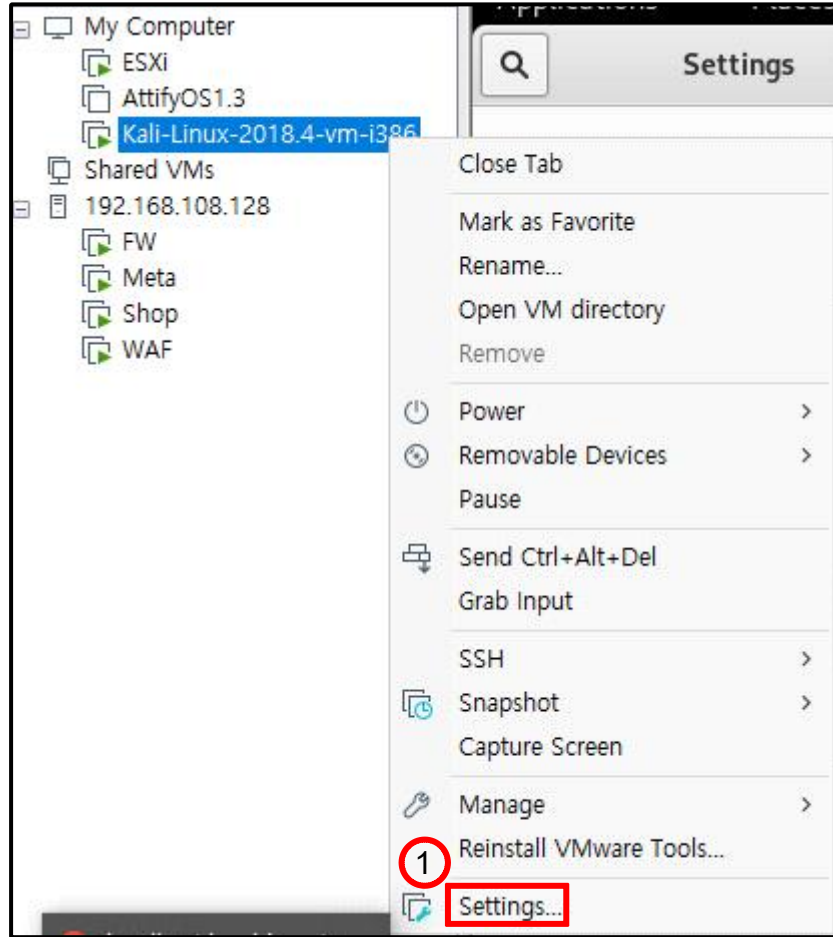 My Computer
ESXi
AttifyOS1.3
Kali-Linux-2018.4-vm-i386
Shared VMs
192.168.108.128
FW
Meta
Shop
WAF
Applications
Settings
Close Tab
Mark as Favorite
Rename...
Open VM directory
Remove
Power
Removable Devices
Pause
Send Ctrl+Alt+Del
Grab Input
SSH
Snapshot
Capture Screen
Manage
Reinstall VMware Tools...
1
Settings...